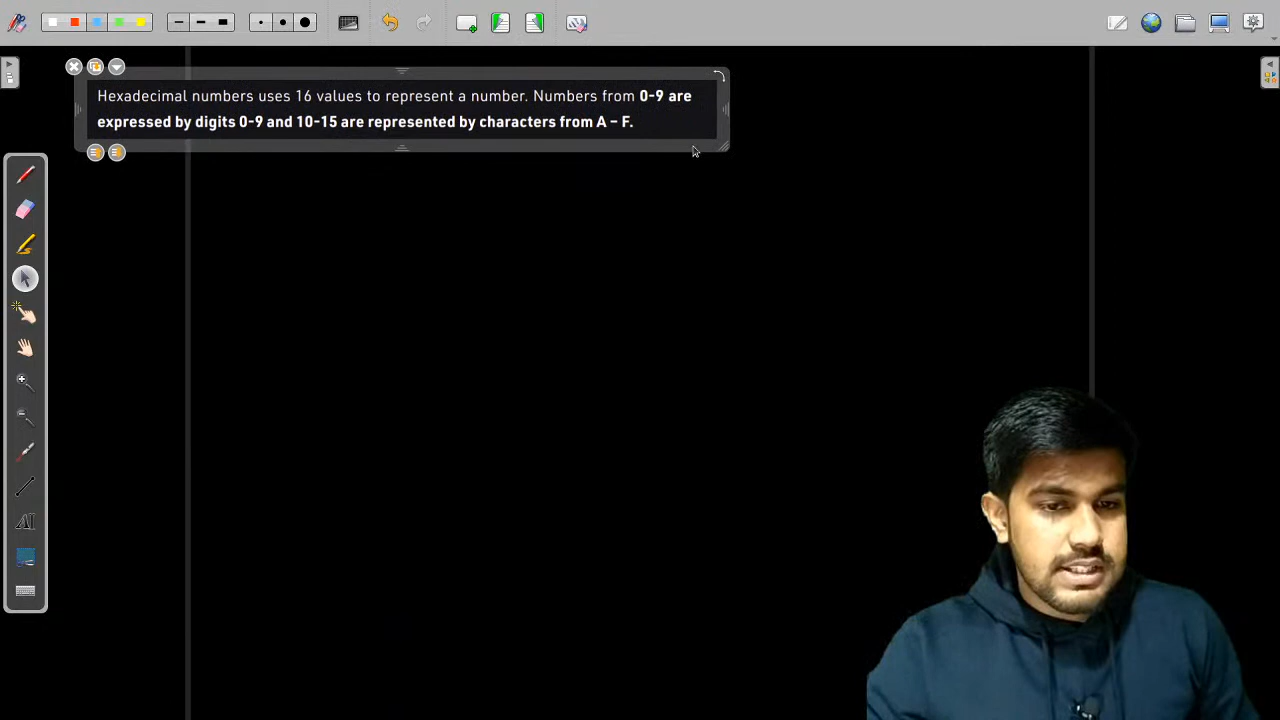 Hexadecimal numbers uses 16 values to represent a number. Numbers from 0-9 are
expressed by digits 0-9 and 10-15 are represented by characters from A – F.